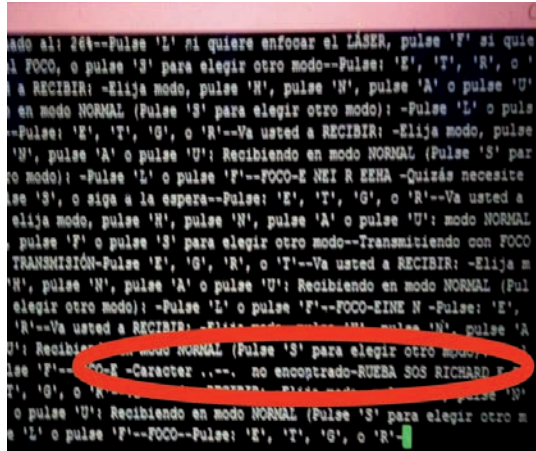 ado al: 26%--Pulse 'L' ni quiere enfocar el LÁSER, pulse 'F' si quie
l FOCO, o pulse 'S' para elegir otro modo--Pulse: 'E', 'T', 'R', o '
a RECIBIR: -Elija modo, pulse 'H', pulse 'N', pulse 'A' o pulse 'U'
en modo NORMAL (Pulse 'S' para elegir otro modo): -Pulse 'L' o puls
--Pulse: 'E', 'T', 'G', o 'R'--Va usted a RECIBIR: -Elija modo, pulse
'N', pulse 'A' o pulse 'U': Recibiendo en modo NORMAL (Pulse 'S' par
ro modo): -Pulse 'L' o pulse 'F'--FOCO-E NEI R EEHA -Quizás necesite
lse 'S', o siga a la espera--Pulse: 'E', 'T', 'G', o 'R'--Va usted a
elija modo, pulse 'H', pulse 'N', pulse 'A' o pulse 'U': modo NORMAL
, pulse 'F' o pulse 'S' para elegir otro modo--Transmitiendo con FOCO
TRANSMISIÓN-Pulse 'E', 'G', 'R', o 'T'--Va usted a RECIBIR: -Elija m
'H', pulse 'N', pulse 'A' o pulse 'U': Recibiendo en modo NORMAL (Pul
elegir otro modo): -Pulse 'L' o pulse 'F'--FOCO-EINE N -Pulse: 'E',
'R'--Va usted a RECIBIR: pulse 'N', pulse 'A
U': Recibiendo en modo NORMAL (Pulse 'S' para elegir otro modo):
lse 'F'-- -Caracter ..--. no encontrado-RUEBA SOS RICHARD
'G', o pulse 'N'
o pulse 'U': Recibiendo en modo NORMAL (Pulse 'S' para elegir otro m
e 'L' o pulse 'F'--FOCO--Pulse: 'E', 'T', 'G', o 'R'-